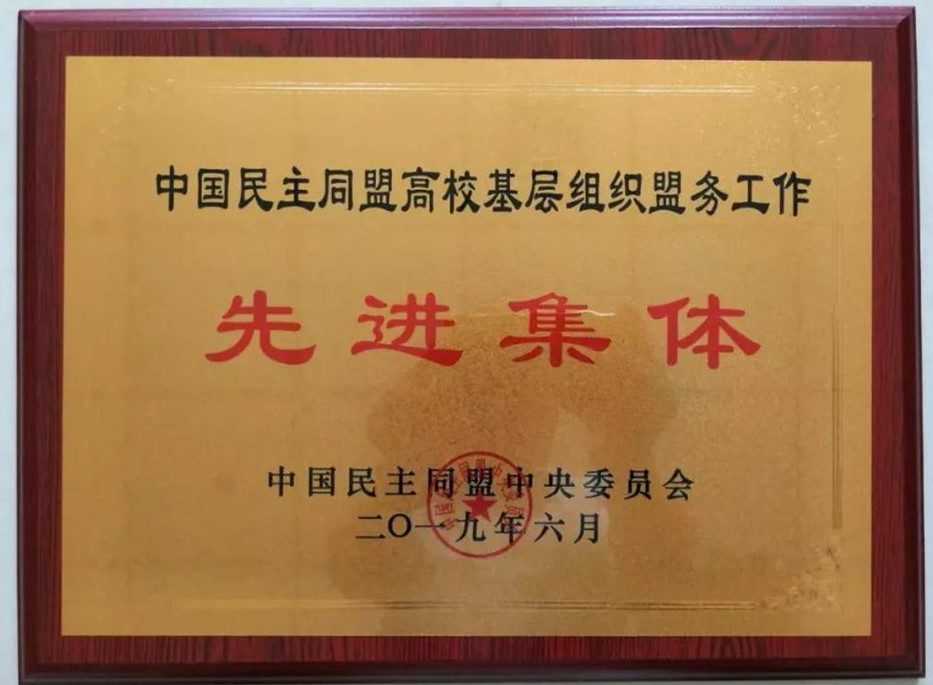 中国民主同盟高校基层组织盟务工作
先进集体
中国民主同盟中央委员会
二〇一九年六月